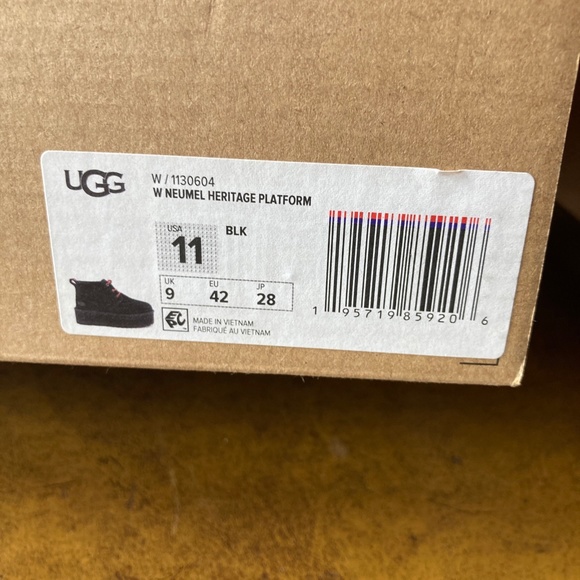 UGG
W / 1130604
W NEUMEL HERITAGE PLATFORM
USA
11
BLK
UK EU JP
9 42 28
MADE IN VIETNAM
FABRIQUÉ AU VIETNAM
1 95719 85920 6